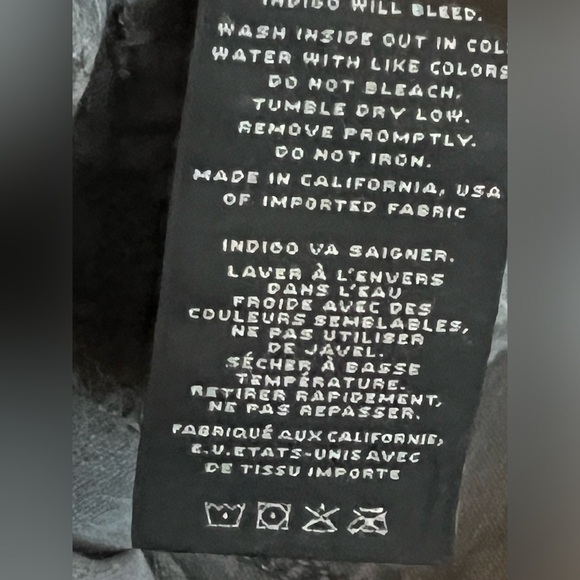 INDIGO WILL BLEED.
WASH INSIDE OUT IN COL
WATER WITH LIKE COLORS
DO NOT BLEACH.
TUMBLE DRY LOW.
REMOVE PROMPTLY.
DO NOT IRON.
MADE IN CALIFORNIA, USA
OF IMPORTED FABRIC
INDIGO VA SAIGNER.
LAVER À L'ENVERS
DANS L'EAU
FROIDE AVEC DES
COULEURS SEMBLABLES,
NE PAS UTILISER
DE JAVEL.
SÉCHER À BASSE
TEMPÉRATURE.
RETIRER RAPIDEMENT,
NE PAS REPASSER.
FABRIQUÉ AUX CALIFORNIE,
E.U.ETATS-UNIS AVEC
DE TISSU IMPORTE